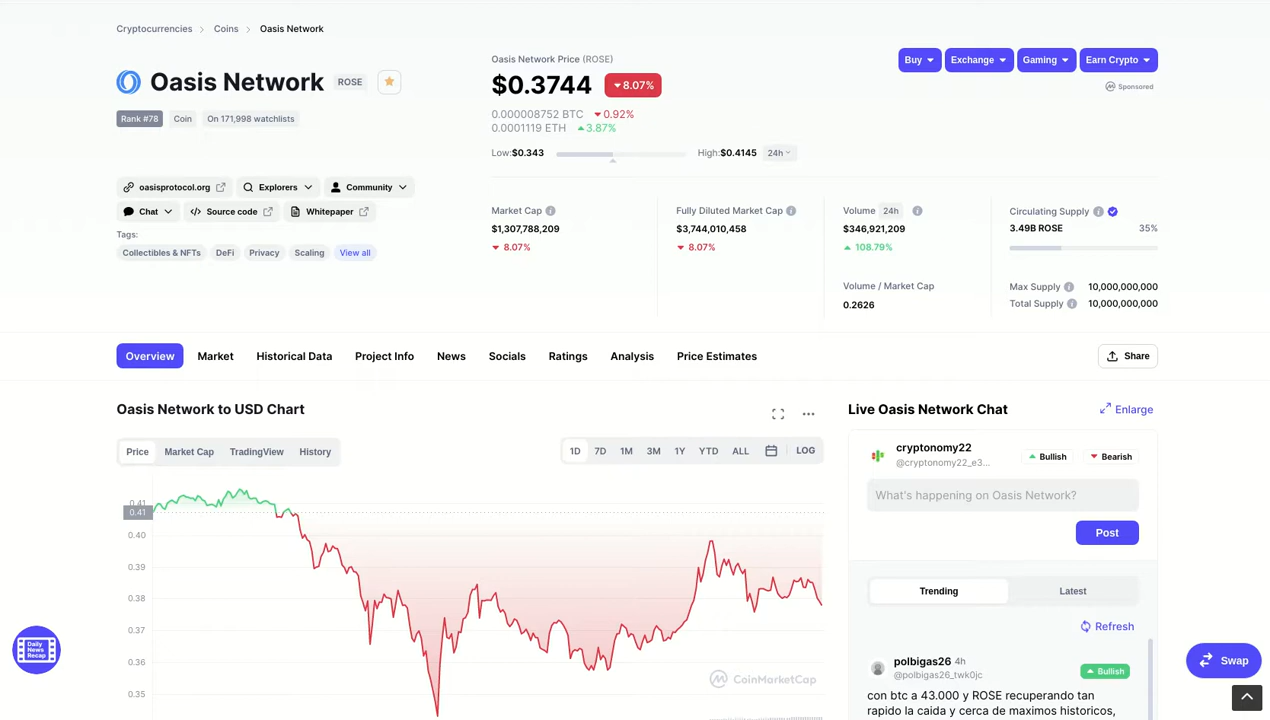 Cryptocurrencies > Coins > Oasis Network
Oasis Network ROSE
Rank #78 Coin On 171,998 watchlists
oasisprotocol.org Explorers Community
Chat Source code Whitepaper
Tags:
Collectibles & NFTs DeFi Privacy Scaling View all
Oasis Network Price (ROSE)
$0.3744 8.07%
0.000008752 BTC 0.92%
0.0001119 ETH 3.87%
Low:$0.343 High:$0.4145 24h
Buy Exchange Gaming Earn Crypto
Sponsored
Market Cap
$1,307,788,209
8.07%
Fully Diluted Market Cap
$3,744,010,458
8.07%
Volume 24h
$346,921,209
108.79%
Volume / Market Cap
0.2626
Circulating Supply
3.49B ROSE 35%
Max Supply 10,000,000,000
Total Supply 10,000,000,000
Overview Market Historical Data Project Info News Socials Ratings Analysis Price Estimates
Share
Oasis Network to USD Chart
Price Market Cap TradingView History
1D 7D 1M 3M 1Y YTD ALL LOG
0.41
0.41
0.40
0.39
0.38
0.37
0.36
0.35
CoinMarketCap
Daily
News
Recap
Live Oasis Network Chat
Enlarge
cryptonomy22
@cryptonomy22_e3...
Bullish Bearish
What's happening on Oasis Network?
Post
Trending Latest
Refresh
polbigas26 4h
@polbigas26_twk0jc
Bullish
con btc a 43.000 y ROSE recuperando tan
rapido la caida y cerca de maximos historicos,
Swap